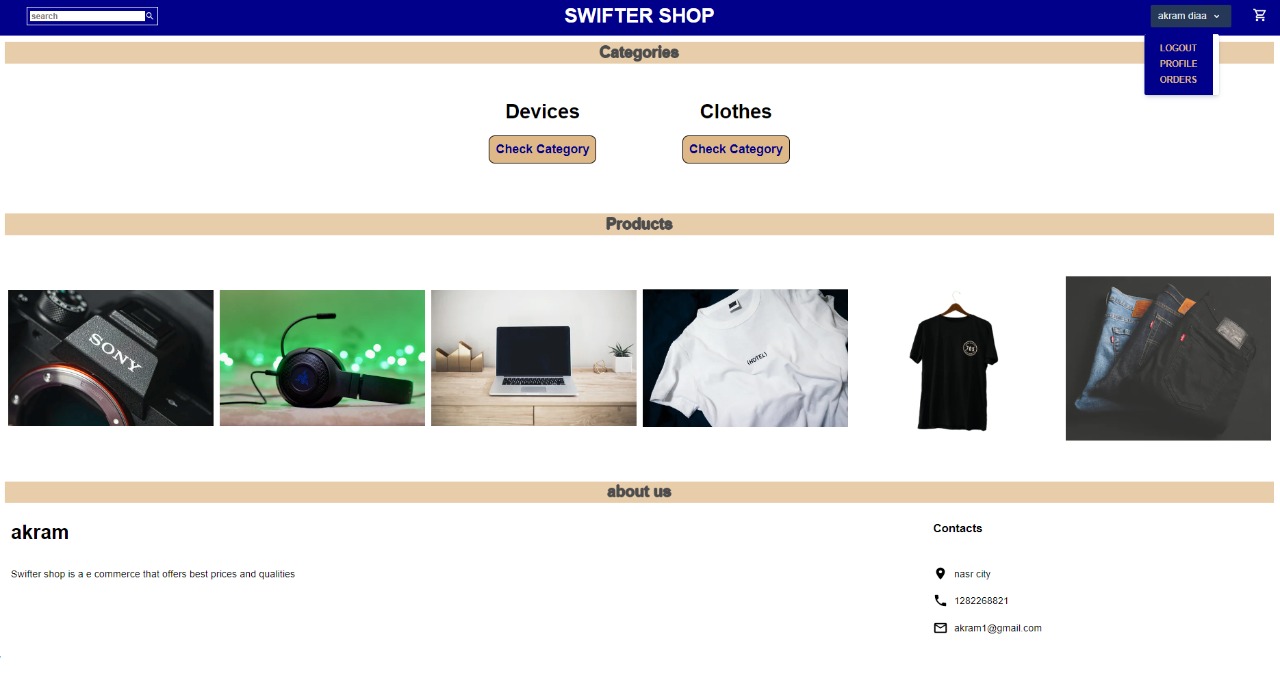 search
SWIFTER SHOP
akram diaa
LOGOUT
PROFILE
ORDERS
Categories
Devices
Clothes
Check Category
Check Category
Products
SONY
(HOTEL)
about us
akram
Swifter shop is a e commerce that offers best prices and qualities
Contacts
nasr city
1282268821
akram1@gmail.com